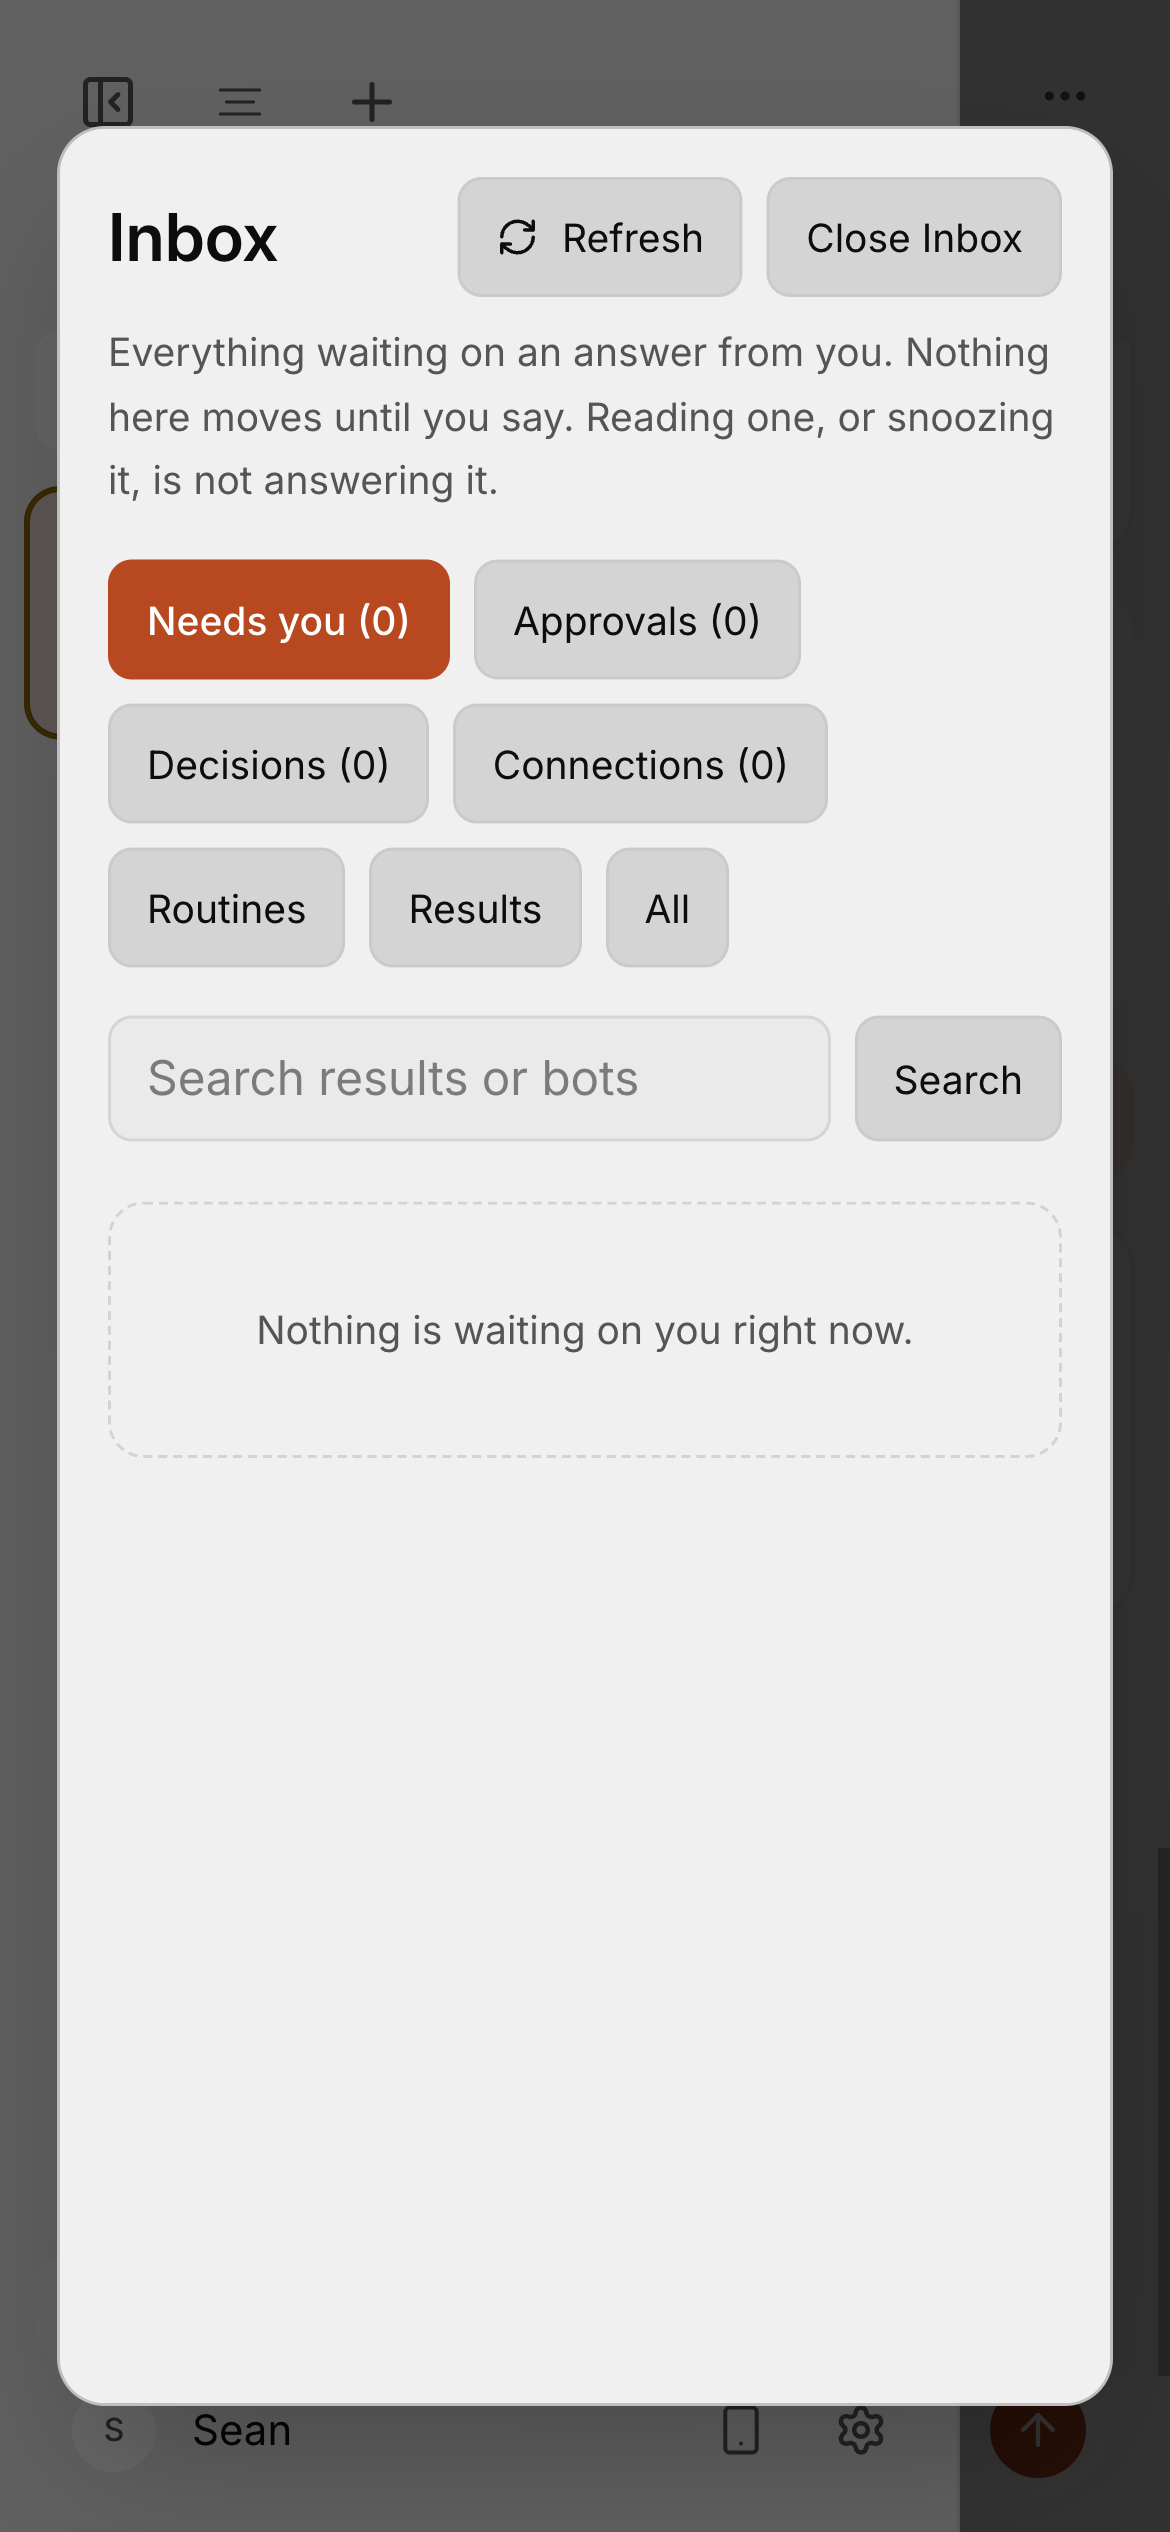 Inbox
Refresh
Close Inbox
Everything waiting on an answer from you. Nothing
here moves until you say. Reading one, or snoozing
it, is not answering it.
Needs you (0)
Approvals (0)
Decisions (0)
Connections (0)
Routines
Results
All
Search results or bots
Search
Nothing is waiting on you right now.
S
Sean